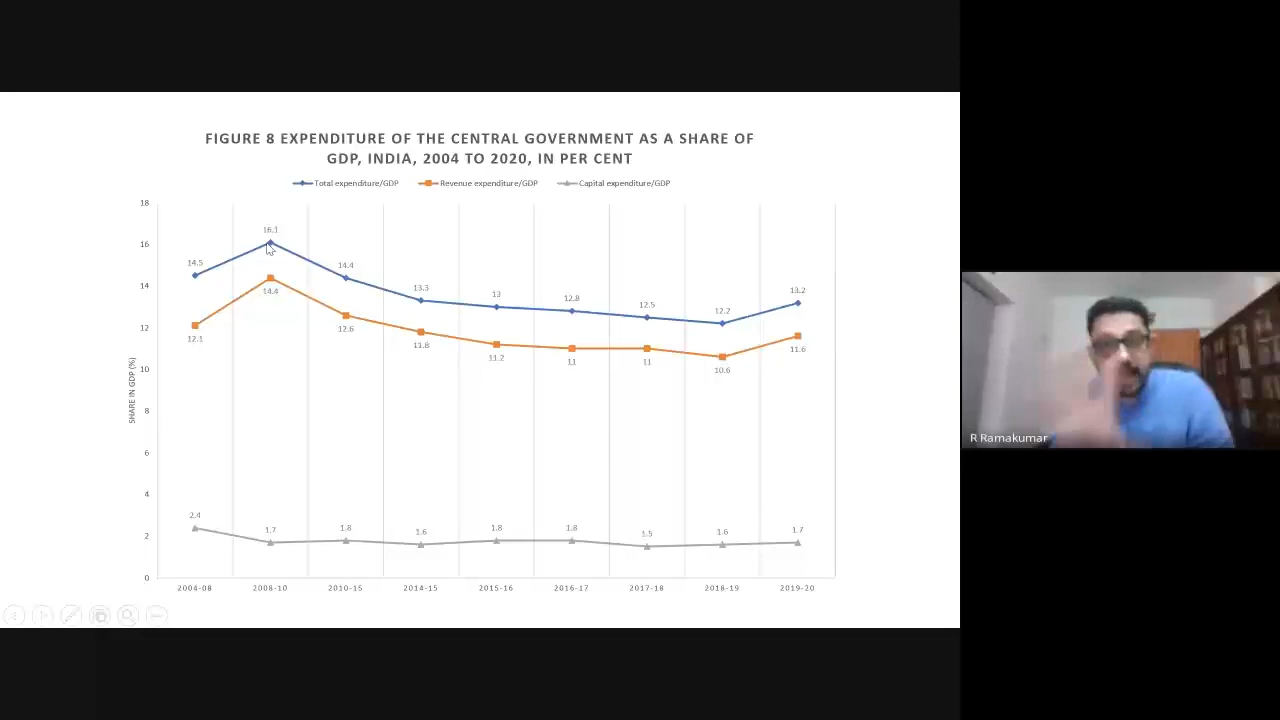 FIGURE 8 EXPENDITURE OF THE CENTRAL GOVERNMENT AS A SHARE OF
GDP, INDIA, 2004 TO 2020, IN PER CENT
Total expenditure/GDP Revenue expenditure/GDP Capital expenditure/GDP
SHARE IN GDP (%)
18
16
14
12
10
8
6
4
2
0
14.5 16.1 14.4 13.3 13 12.8 12.5 12.2 13.2
12.1 14.4 12.6 11.8 11.2 11 11 10.6 11.6
2.4 1.7 1.8 1.6 1.8 1.8 1.5 1.6 1.7
2004-08 2008-10 2010-15 2014-15 2015-16 2016-17 2017-18 2018-19 2019-20
R Ramakumar